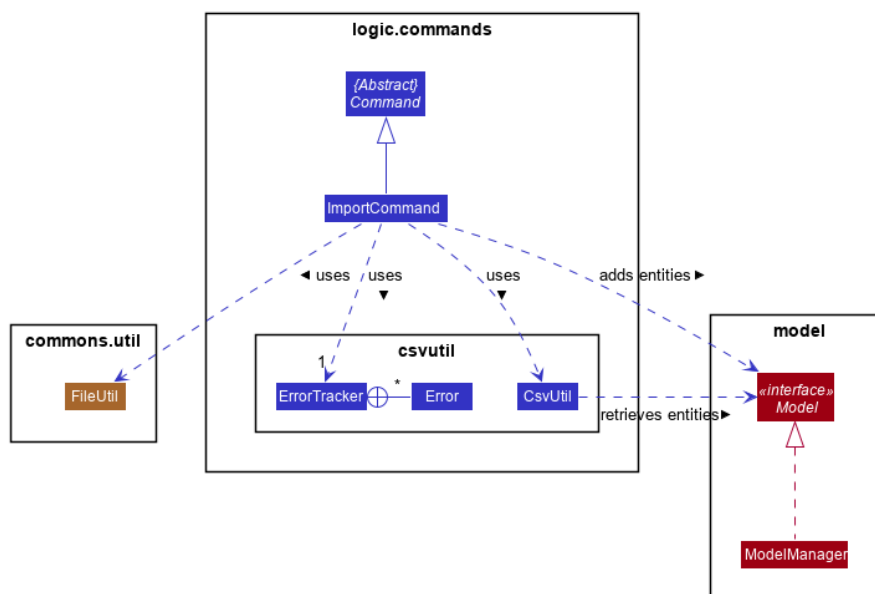 logic.commands
{Abstract}
Command
ImportCommand
◄ uses
uses
▼
uses
▼
adds entities ►
commons.util
FileUtil
csvutil
1
ErrorTracker
*
Error
CsvUtil
retrieves entities ►
model
«interface»
Model
ModelManager